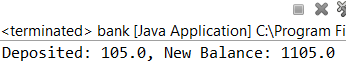 <terminated> bank [Java Application] C:\Program Fi
Deposited: 105.0, New Balance: 1105.0